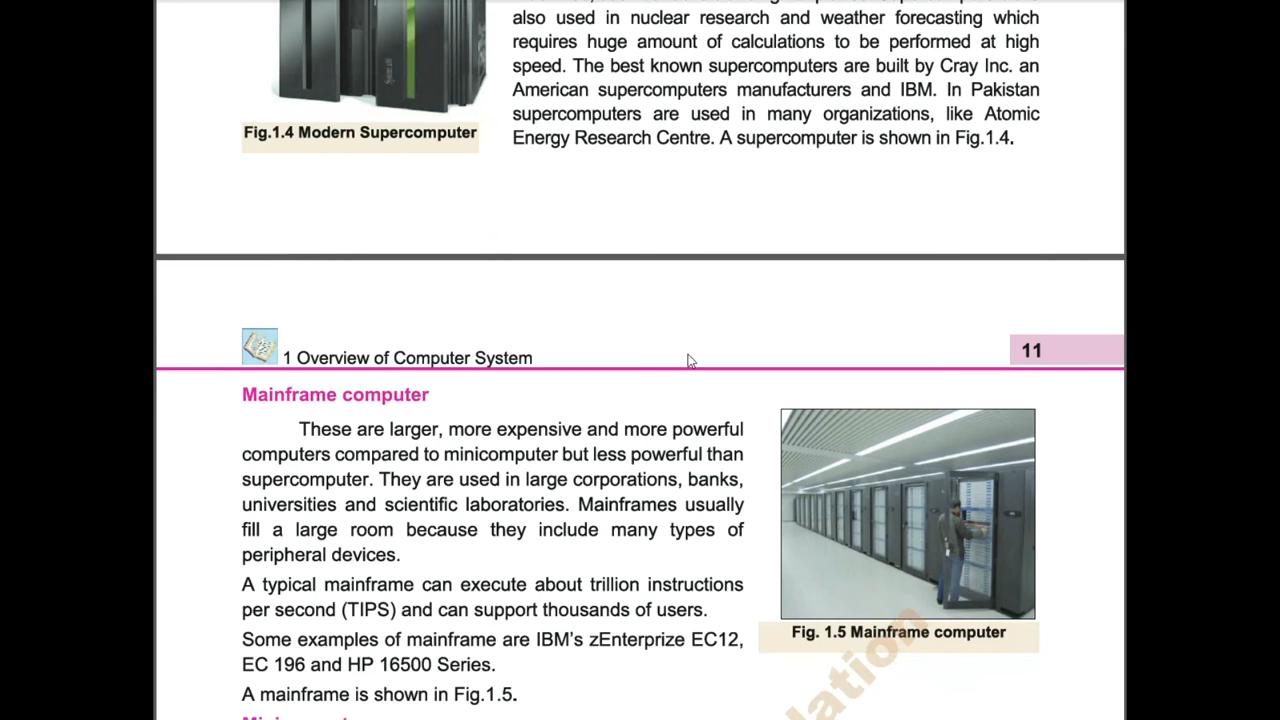 also used in nuclear research and weather forecasting which
requires huge amount of calculations to be performed at high
speed. The best known supercomputers are built by Cray Inc. an
American supercomputers manufacturers and IBM. In Pakistan
supercomputers are used in many organizations, like Atomic
Energy Research Centre. A supercomputer is shown in Fig.1.4.
Fig.1.4 Modern Supercomputer
1 Overview of Computer System
11
Mainframe computer
These are larger, more expensive and more powerful
computers compared to minicomputer but less powerful than
supercomputer. They are used in large corporations, banks,
universities and scientific laboratories. Mainframes usually
fill a large room because they include many types of
peripheral devices.
A typical mainframe can execute about trillion instructions
per second (TIPS) and can support thousands of users.
Some examples of mainframe are IBM's zEnterprize EC12,
EC 196 and HP 16500 Series.
A mainframe is shown in Fig.1.5.
Fig. 1.5 Mainframe computer